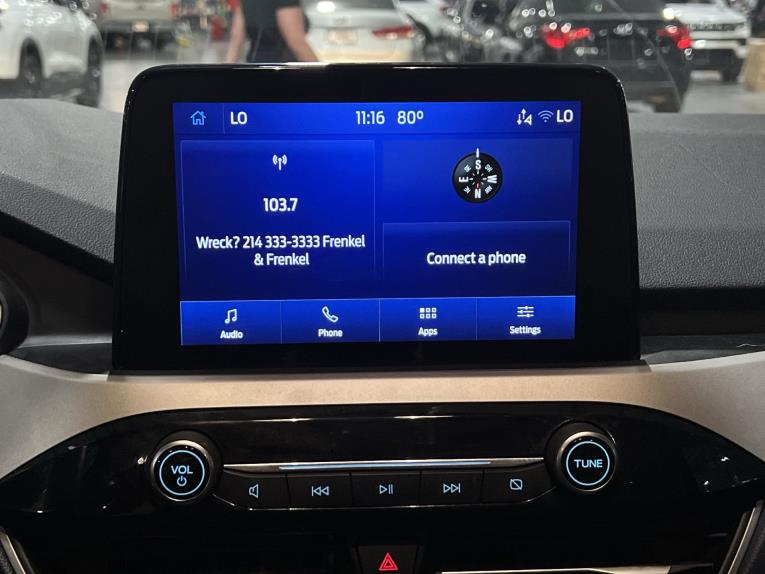 LO 11:16 80° LO
103.7
Wreck? 214 333-3333 Frenkel
& Frenkel
S
E W
N
Connect a phone
Audio Phone Apps Settings
VOL
TUNE